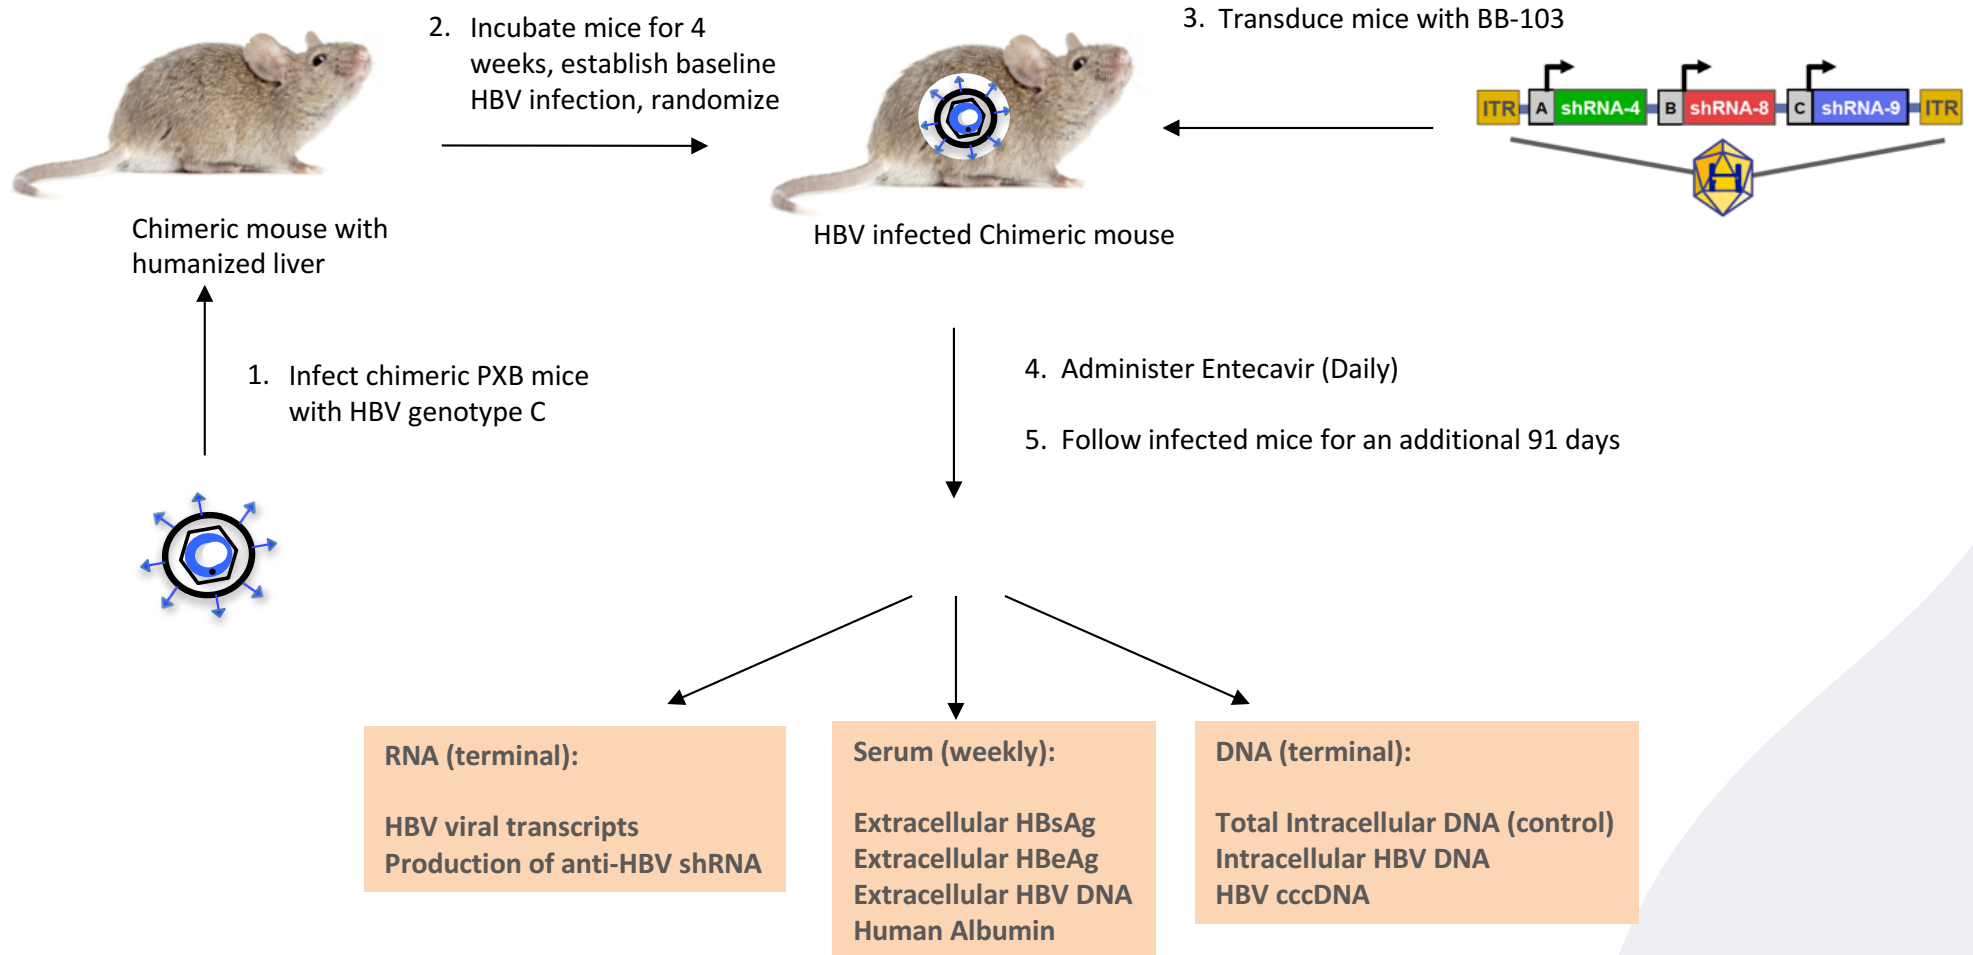 2. Incubate mice for 4
weeks, establish baseline
HBV infection, randomize
3. Transduce mice with BB-103
ITR A shRNA-4 B shRNA-8 C shRNA-9 ITR
H
Chimeric mouse with
humanized liver
HBV infected Chimeric mouse
1. Infect chimeric PXB mice
with HBV genotype C
4. Administer Entecavir (Daily)
5. Follow infected mice for an additional 91 days
RNA (terminal):
HBV viral transcripts
Production of anti-HBV shRNA
Serum (weekly):
Extracellular HBsAg
Extracellular HBeAg
Extracellular HBV DNA
Human Albumin
DNA (terminal):
Total Intracellular DNA (control)
Intracellular HBV DNA
HBV cccDNA